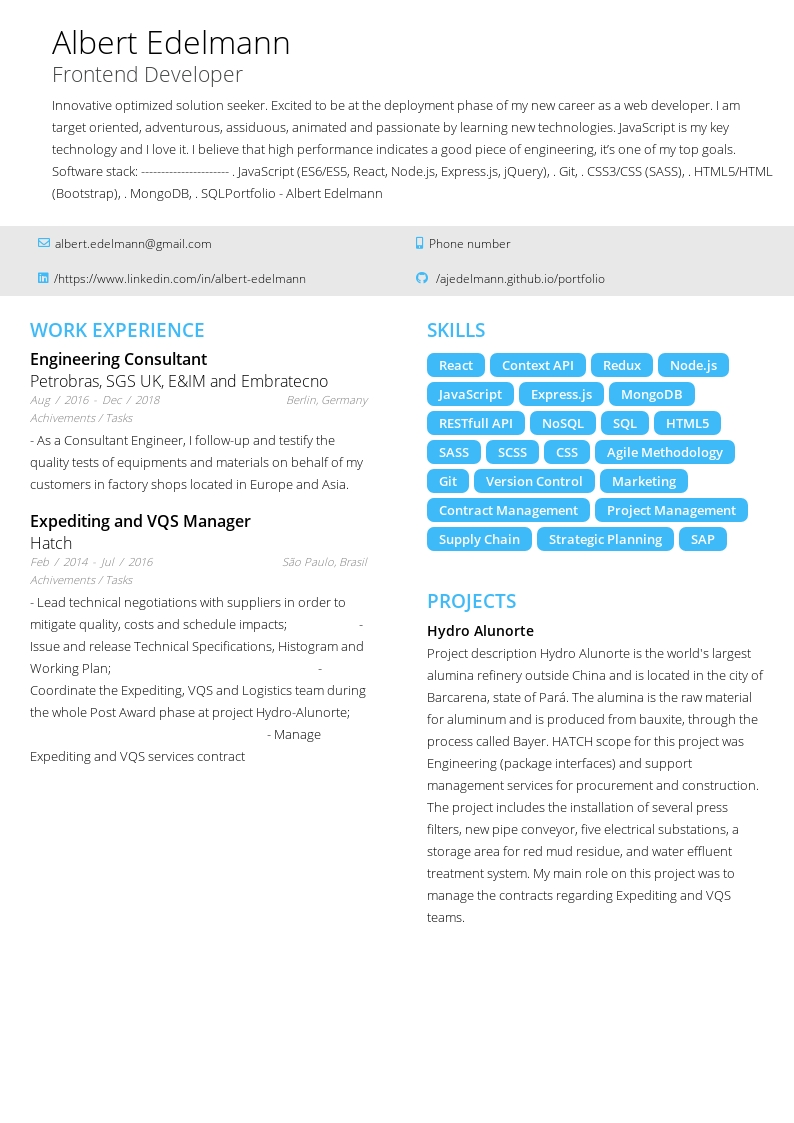 Albert Edelmann
Frontend Developer
Innovative optimized solution seeker. Excited to be at the deployment phase of my new career as a web developer. I am
target oriented, adventurous, assiduous, animated and passionate by learning new technologies. JavaScript is my key
technology and I love it. I believe that high performance indicates a good piece of engineering, it’s one of my top goals.
Software stack: ---------------------- . JavaScript (ES6/ES5, React, Node.js, Express.js, jQuery), . Git, . CSS3/CSS (SASS), . HTML5/HTML
(Bootstrap), . MongoDB, . SQLPortfolio - Albert Edelmann
albert.edelmann@gmail.com
Phone number
/https://www.linkedin.com/in/albert-edelmann
/ajedelmann.github.io/portfolio
WORK EXPERIENCE
Engineering Consultant
Petrobras, SGS UK, E&IM and Embratecno
Aug / 2016 - Dec / 2018 Berlin, Germany
Achivements / Tasks
- As a Consultant Engineer, I follow-up and testify the
quality tests of equipments and materials on behalf of my
customers in factory shops located in Europe and Asia.
Expediting and VQS Manager
Hatch
Feb / 2014 - Jul / 2016 São Paulo, Brasil
Achivements / Tasks
- Lead technical negotiations with suppliers in order to
mitigate quality, costs and schedule impacts; -
Issue and release Technical Specifications, Histogram and
Working Plan; -
Coordinate the Expediting, VQS and Logistics team during
the whole Post Award phase at project Hydro-Alunorte;
- Manage
Expediting and VQS services contract
SKILLS
React Context API Redux Node.js
JavaScript Express.js MongoDB
RESTfull API NoSQL SQL HTML5
SASS SCSS CSS Agile Methodology
Git Version Control Marketing
Contract Management Project Management
Supply Chain Strategic Planning SAP
PROJECTS
Hydro Alunorte
Project description Hydro Alunorte is the world's largest
alumina refinery outside China and is located in the city of
Barcarena, state of Pará. The alumina is the raw material
for aluminum and is produced from bauxite, through the
process called Bayer. HATCH scope for this project was
Engineering (package interfaces) and support
management services for procurement and construction.
The project includes the installation of several press
filters, new pipe conveyor, five electrical substations, a
storage area for red mud residue, and water effluent
treatment system. My main role on this project was to
manage the contracts regarding Expediting and VQS
teams.